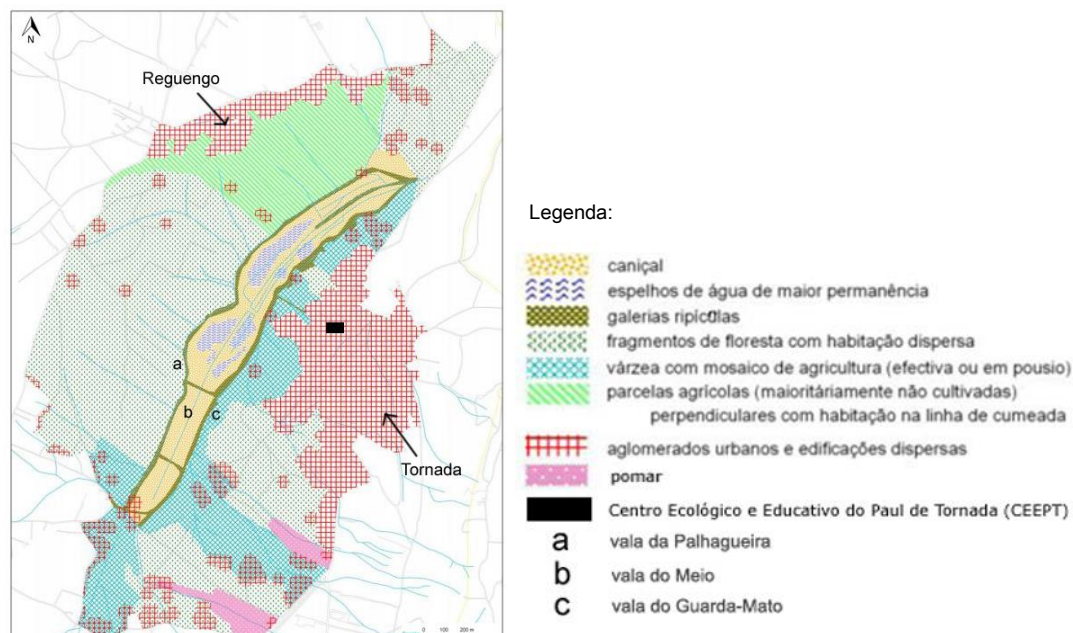 N
Reguengo
a
b
c
Tornada
0 100 200 m
Legenda:
caniçal
espelhos de água de maior permanência
galerias ripícolas
fragmentos de floresta com habitação dispersa
várzea com mosaico de agricultura (efectiva ou em pousio)
parcelas agrícolas (maioritáriamente não cultivadas)
perpendiculares com habitação na linha de cumeada
aglomerados urbanos e edificações dispersas
pomar
Centro Ecológico e Educativo do Paul de Tornada (CEEPT)
a vala da Palhagueira
b vala do Meio
c vala do Guarda-Mato